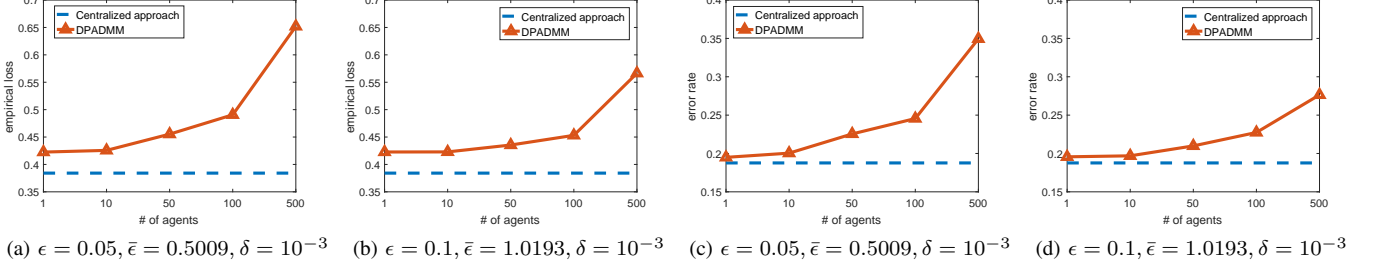 0.7
0.65
0.6
0.55
0.5
0.45
0.4
0.35
empirical loss
1 10 50 100 500
# of agents
Centralized approach
DPADMM
(a) ϵ = 0.05, ϵ̄ = 0.5009, δ = 10⁻³
0.7
0.65
0.6
0.55
0.5
0.45
0.4
0.35
empirical loss
1 10 50 100 500
# of agents
Centralized approach
DPADMM
(b) ϵ = 0.1, ϵ̄ = 1.0193, δ = 10⁻³
0.4
0.35
0.3
0.25
0.2
0.15
error rate
1 10 50 100 500
# of agents
Centralized approach
DPADMM
(c) ϵ = 0.05, ϵ̄ = 0.5009, δ = 10⁻³
0.4
0.35
0.3
0.25
0.2
0.15
error rate
1 10 50 100 500
# of agents
Centralized approach
DPADMM
(d) ϵ = 0.1, ϵ̄ = 1.0193, δ = 10⁻³